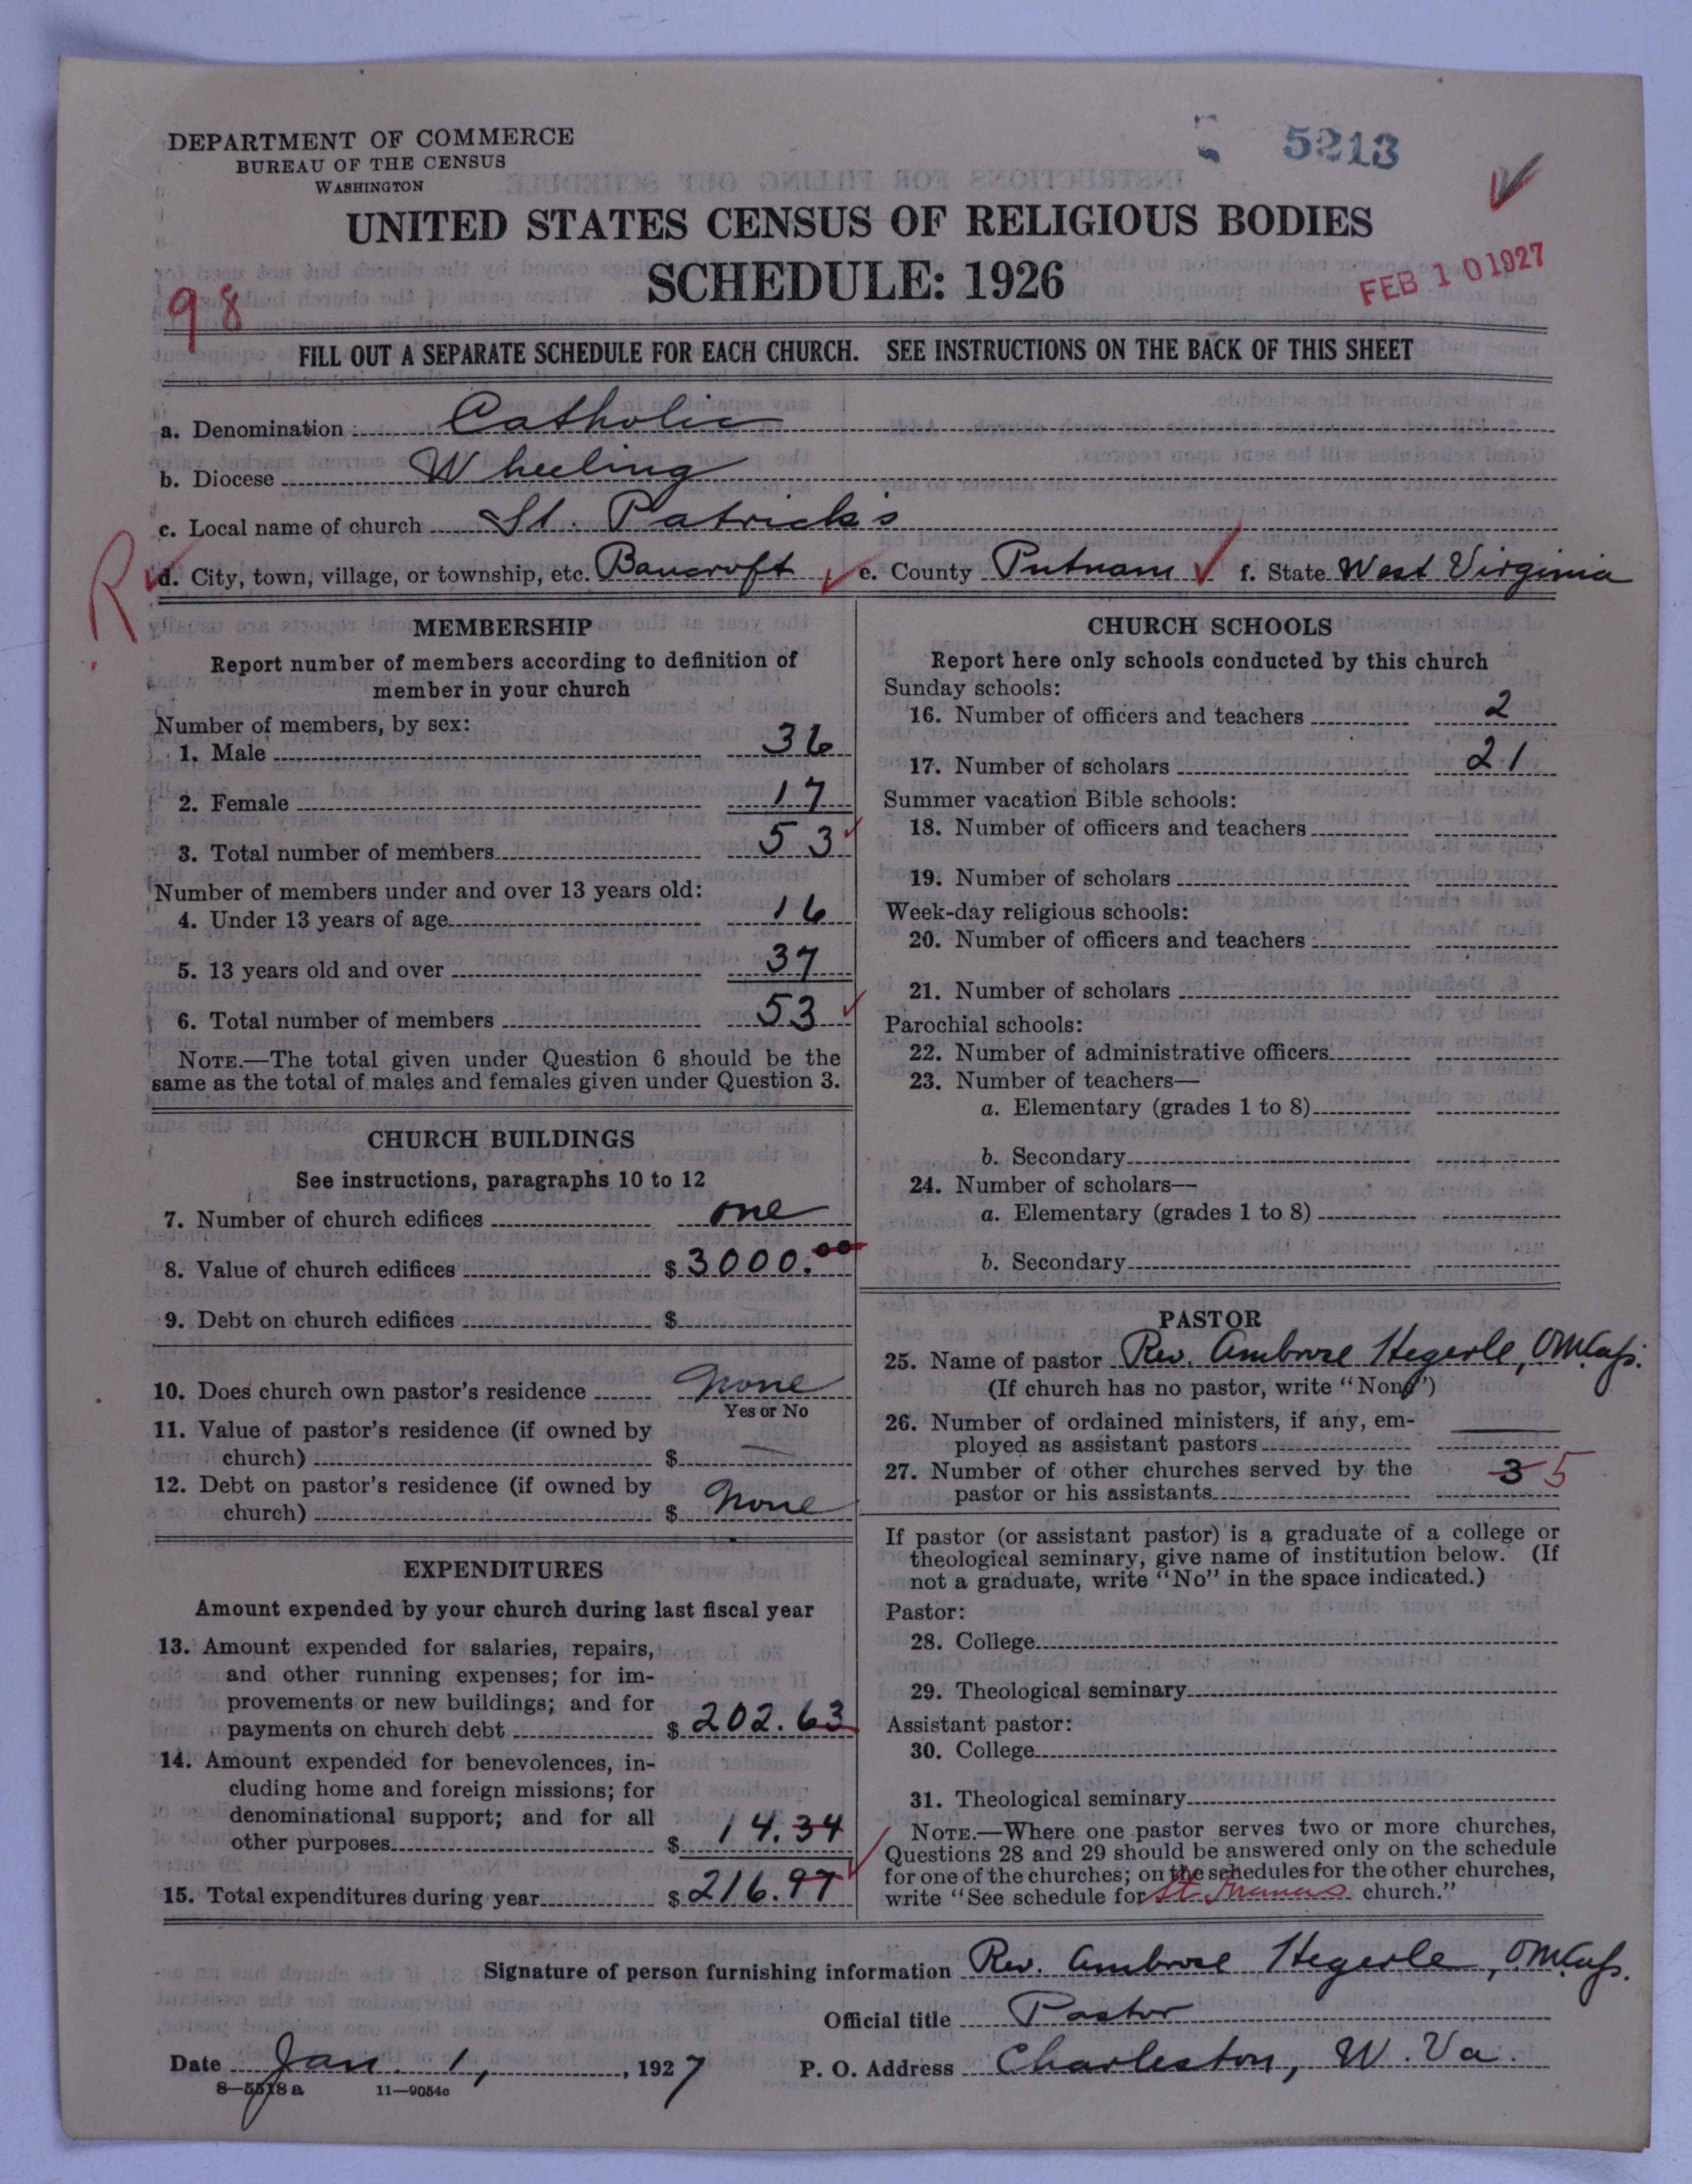 5213
DEPARTMENT OF COMMERCE
BUREAU OF THE CENSUS
WASHINGTON
UNITED STATES CENSUS OF RELIGIOUS BODIES
SCHEDULE: 1926
FEB 10 1927
98
FILL OUT A SEPARATE SCHEDULE FOR EACH CHURCH. SEE INSTRUCTIONS ON THE BACK OF THIS SHEET
a. Denomination Catholic
b. Diocese Wheeling
c. Local name of church St. Patrick's
R
d. City, town, village, or township, etc. Bancroft e. County Putnam f. State West Virginia
MEMBERSHIP
Report number of members according to definition of
member in your church
Number of members, by sex:
1. Male 36
2. Female 17
3. Total number of members 53
Number of members under and over 13 years old:
4. Under 13 years of age 16
5. 13 years old and over 37
6. Total number of members 53
NOTE.—The total given under Question 6 should be the
same as the total of males and females given under Question 3.
CHURCH BUILDINGS
See instructions, paragraphs 10 to 12
7. Number of church edifices one
8. Value of church edifices $3000.00
9. Debt on church edifices $
10. Does church own pastor's residence none
Yes or No
11. Value of pastor's residence (if owned by
church) $ —
12. Debt on pastor's residence (if owned by
church) $ none
EXPENDITURES
Amount expended by your church during last fiscal year
13. Amount expended for salaries, repairs,
and other running expenses; for im-
provements or new buildings; and for
payments on church debt $202.63
14. Amount expended for benevolences, in-
cluding home and foreign missions; for
denominational support; and for all
other purposes $ 14.34
15. Total expenditures during year $216.97
CHURCH SCHOOLS
Report here only schools conducted by this church
Sunday schools:
16. Number of officers and teachers 2
17. Number of scholars 21
Summer vacation Bible schools:
18. Number of officers and teachers
19. Number of scholars
Week-day religious schools:
20. Number of officers and teachers
21. Number of scholars
Parochial schools:
22. Number of administrative officers
23. Number of teachers—
a. Elementary (grades 1 to 8)
b. Secondary
24. Number of scholars—
a. Elementary (grades 1 to 8)
b. Secondary
PASTOR
25. Name of pastor Rev. Ambrose Hegerle, OMCap.
(If church has no pastor, write "None")
26. Number of ordained ministers, if any, em-
ployed as assistant pastors
27. Number of other churches served by the
pastor or his assistants 3 5
If pastor (or assistant pastor) is a graduate of a college or
theological seminary, give name of institution below. (If
not a graduate, write "No" in the space indicated.)
Pastor:
28. College
29. Theological seminary
Assistant pastor:
30. College
31. Theological seminary
NOTE.—Where one pastor serves two or more churches,
Questions 28 and 29 should be answered only on the schedule
for one of the churches; on the schedules for the other churches,
write "See schedule for St. church."
Signature of person furnishing information Rev. Ambrose Hegerle, OMCap.
Official title Pastor
Date Jan. 1, 1927 P. O. Address Charleston, W. Va.
8—5518 a 11—9054c